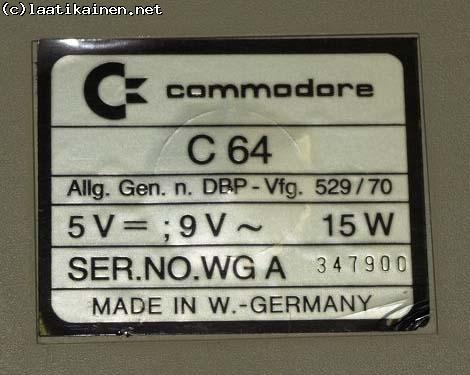 (c)laatikainen.net
commodore
C 64
Allg. Gen. n. DBP - Vfg. 529/70
5 V = ; 9 V ~ 15 W
SER.NO.WG A 347900
MADE IN W.-GERMANY